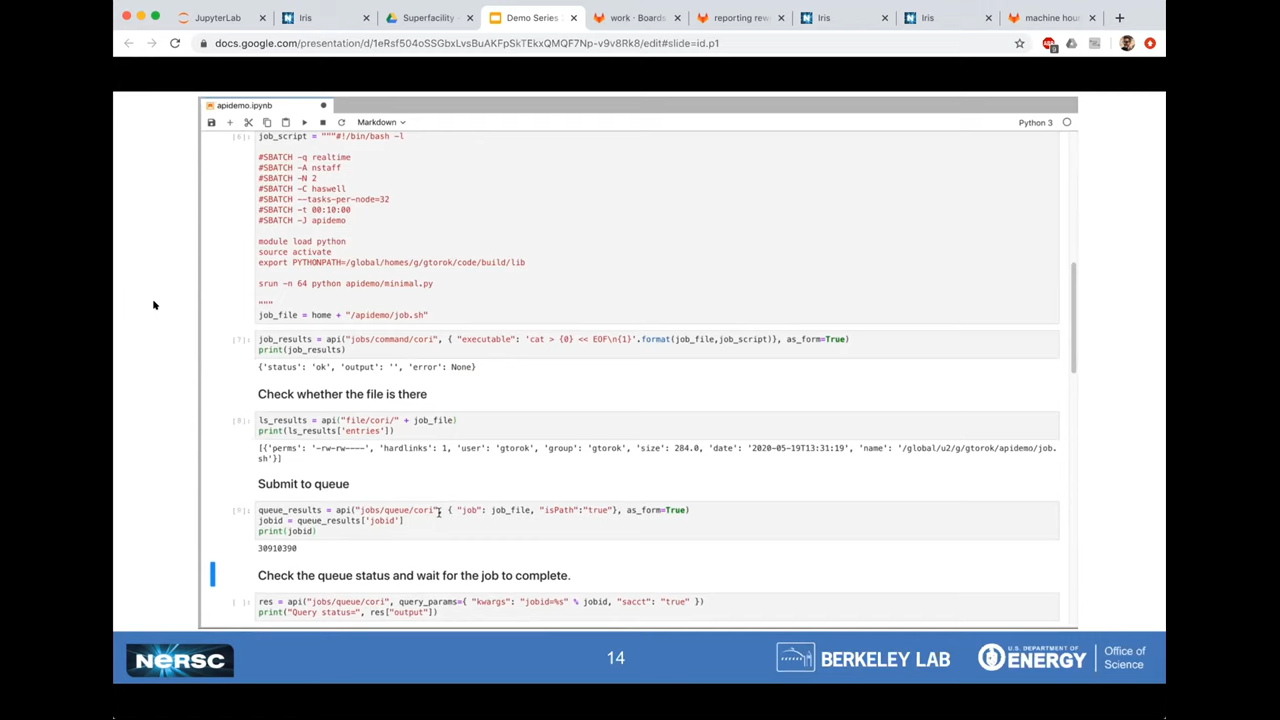 JupyterLab
Iris
Superfacility
Demo Series
work · Boards
reporting rew
Iris
Iris
machine hou
docs.google.com/presentation/d/1eRsf504oSSGbxLvsBuAKFpSkTEkxQMQF7Np-v9v8Rk8/edit#slide=id.p1
9
apidemo.ipynb
Markdown
Python 3
[6]:
job_script = """#!/bin/bash -l
#SBATCH -q realtime
#SBATCH -A nstaff
#SBATCH -N 2
#SBATCH -C haswell
#SBATCH --tasks-per-node=32
#SBATCH -t 00:10:00
#SBATCH -J apidemo
module load python
source activate
export PYTHONPATH=/global/homes/g/gtorok/code/build/lib
srun -n 64 python apidemo/minimal.py
"""
job_file = home + "/apidemo/job.sh"
[7]:
job_results = api("jobs/command/cori", { "executable": 'cat > {0} << EOF\n{1}'.format(job_file,job_script)}, as_form=True)
print(job_results)
{'status': 'ok', 'output': '', 'error': None}
Check whether the file is there
[8]:
ls_results = api("file/cori/" + job_file)
print(ls_results['entries'])
[{'perms': '-rw-rw----', 'hardlinks': 1, 'user': 'gtorok', 'group': 'gtorok', 'size': 284.0, 'date': '2020-05-19T13:31:19', 'name': '/global/u2/g/gtorok/apidemo/job.
sh'}]
Submit to queue
[9]:
queue_results = api("jobs/queue/cori", { "job": job_file, "isPath":"true"}, as_form=True)
jobid = queue_results['jobid']
print(jobid)
30910390
Check the queue status and wait for the job to complete.
[ ]:
res = api("jobs/queue/cori", query_params={ "kwargs": "jobid=%s" % jobid, "sacct": "true" })
print("Query status=", res["output"])
NERSC
14
BERKELEY LAB
U.S. DEPARTMENT OF
ENERGY
Office of
Science